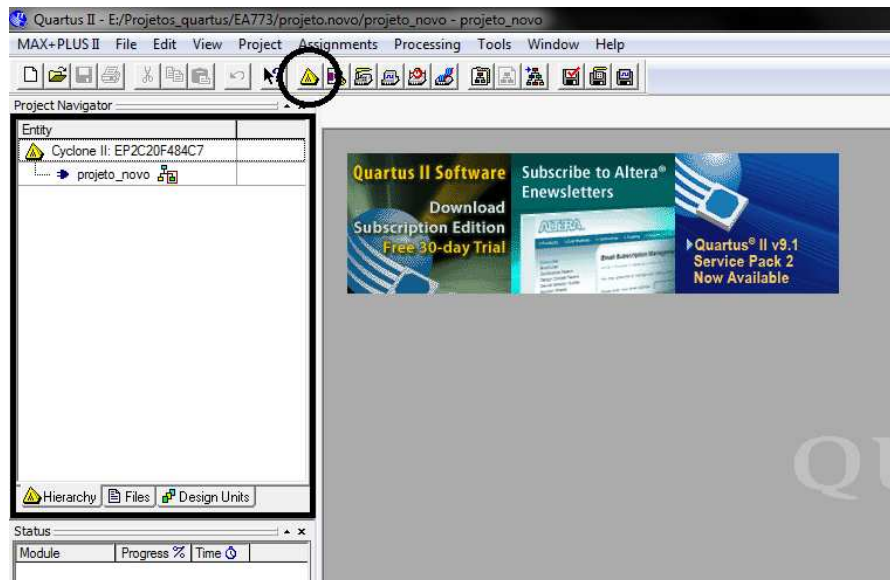 Quartus II - E:/Projetos_quartus/EA773/projeto.novo/projeto_novo - projeto_novo
MAX+PLUS II File Edit View Project Assignments Processing Tools Window Help
Project Navigator
Entity
Cyclone II: EP2C20F484C7
projeto_novo
Hierarchy Files Design Units
Status
Module Progress % Time
Quartus II Software
Download
Subscription Edition
Free 30-day Trial
Subscribe to Altera®
Enewsletters
ALTERA
Quartus® II v9.1
Service Pack 2
Now Available
QU